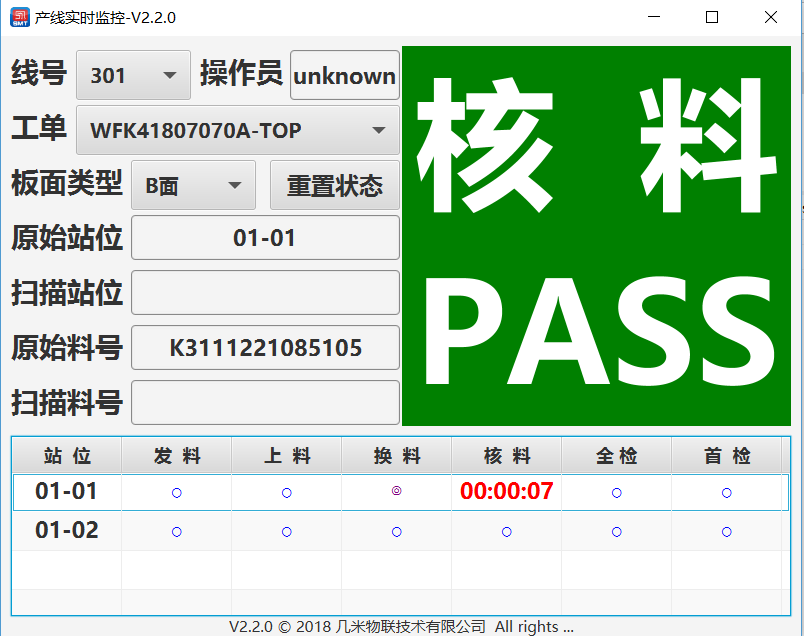 产线实时监控-V2.2.0
线号 301 操作员 unknown
工单 WFK41807070A-TOP
板面类型 B面 重置状态
原始站位 01-01
扫描站位
原始料号 K3111221085105
扫描料号
核 料
PASS
站 位 发 料 上 料 换 料 核 料 全 检 首 检
01-01 ○ ○ ◎ 00:00:07 ○ ○
01-02 ○ ○ ○ ○ ○ ○
V2.2.0 © 2018 几米物联技术有限公司 All rights ...